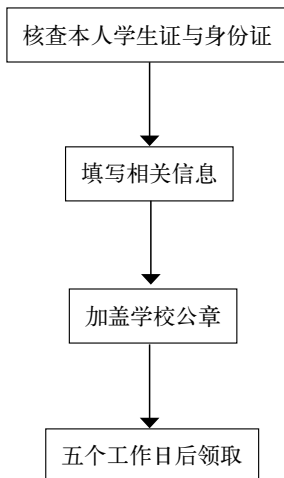 核查本人学生证与身份证
填写相关信息
加盖学校公章
五个工作日后领取